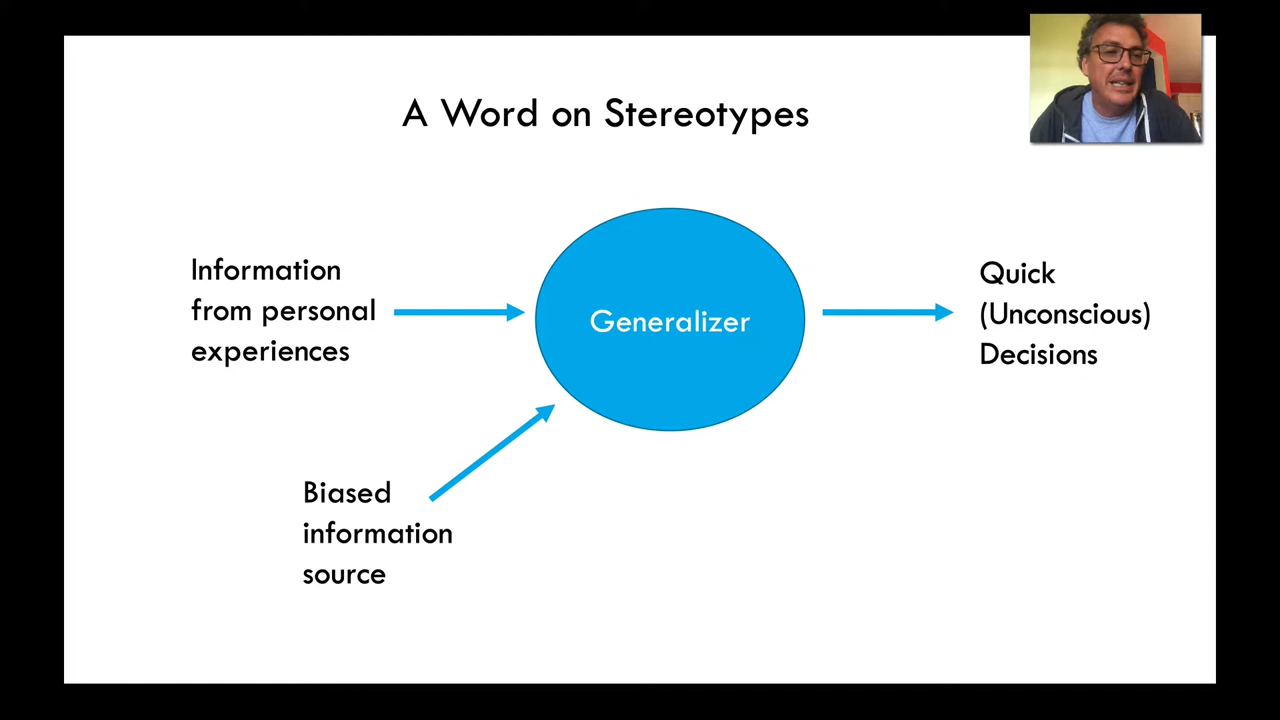 A Word on Stereotypes
Information
from personal
experiences
Generalizer
Quick
(Unconscious)
Decisions
Biased
information
source